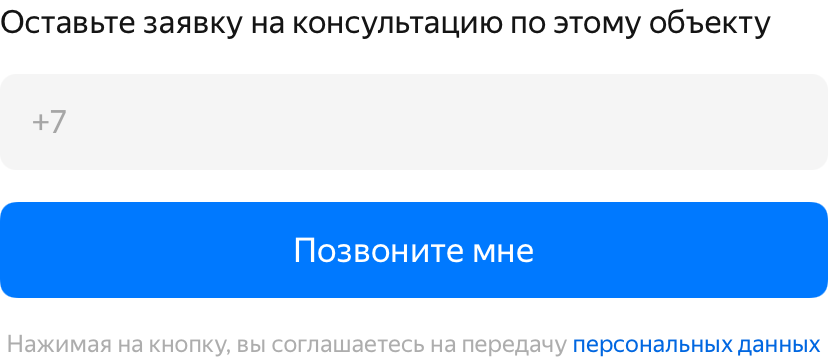 Оставьте заявку на консультацию по этому объекту
+7
Позвоните мне
Нажимая на кнопку, вы соглашаетесь на передачу персональных данных